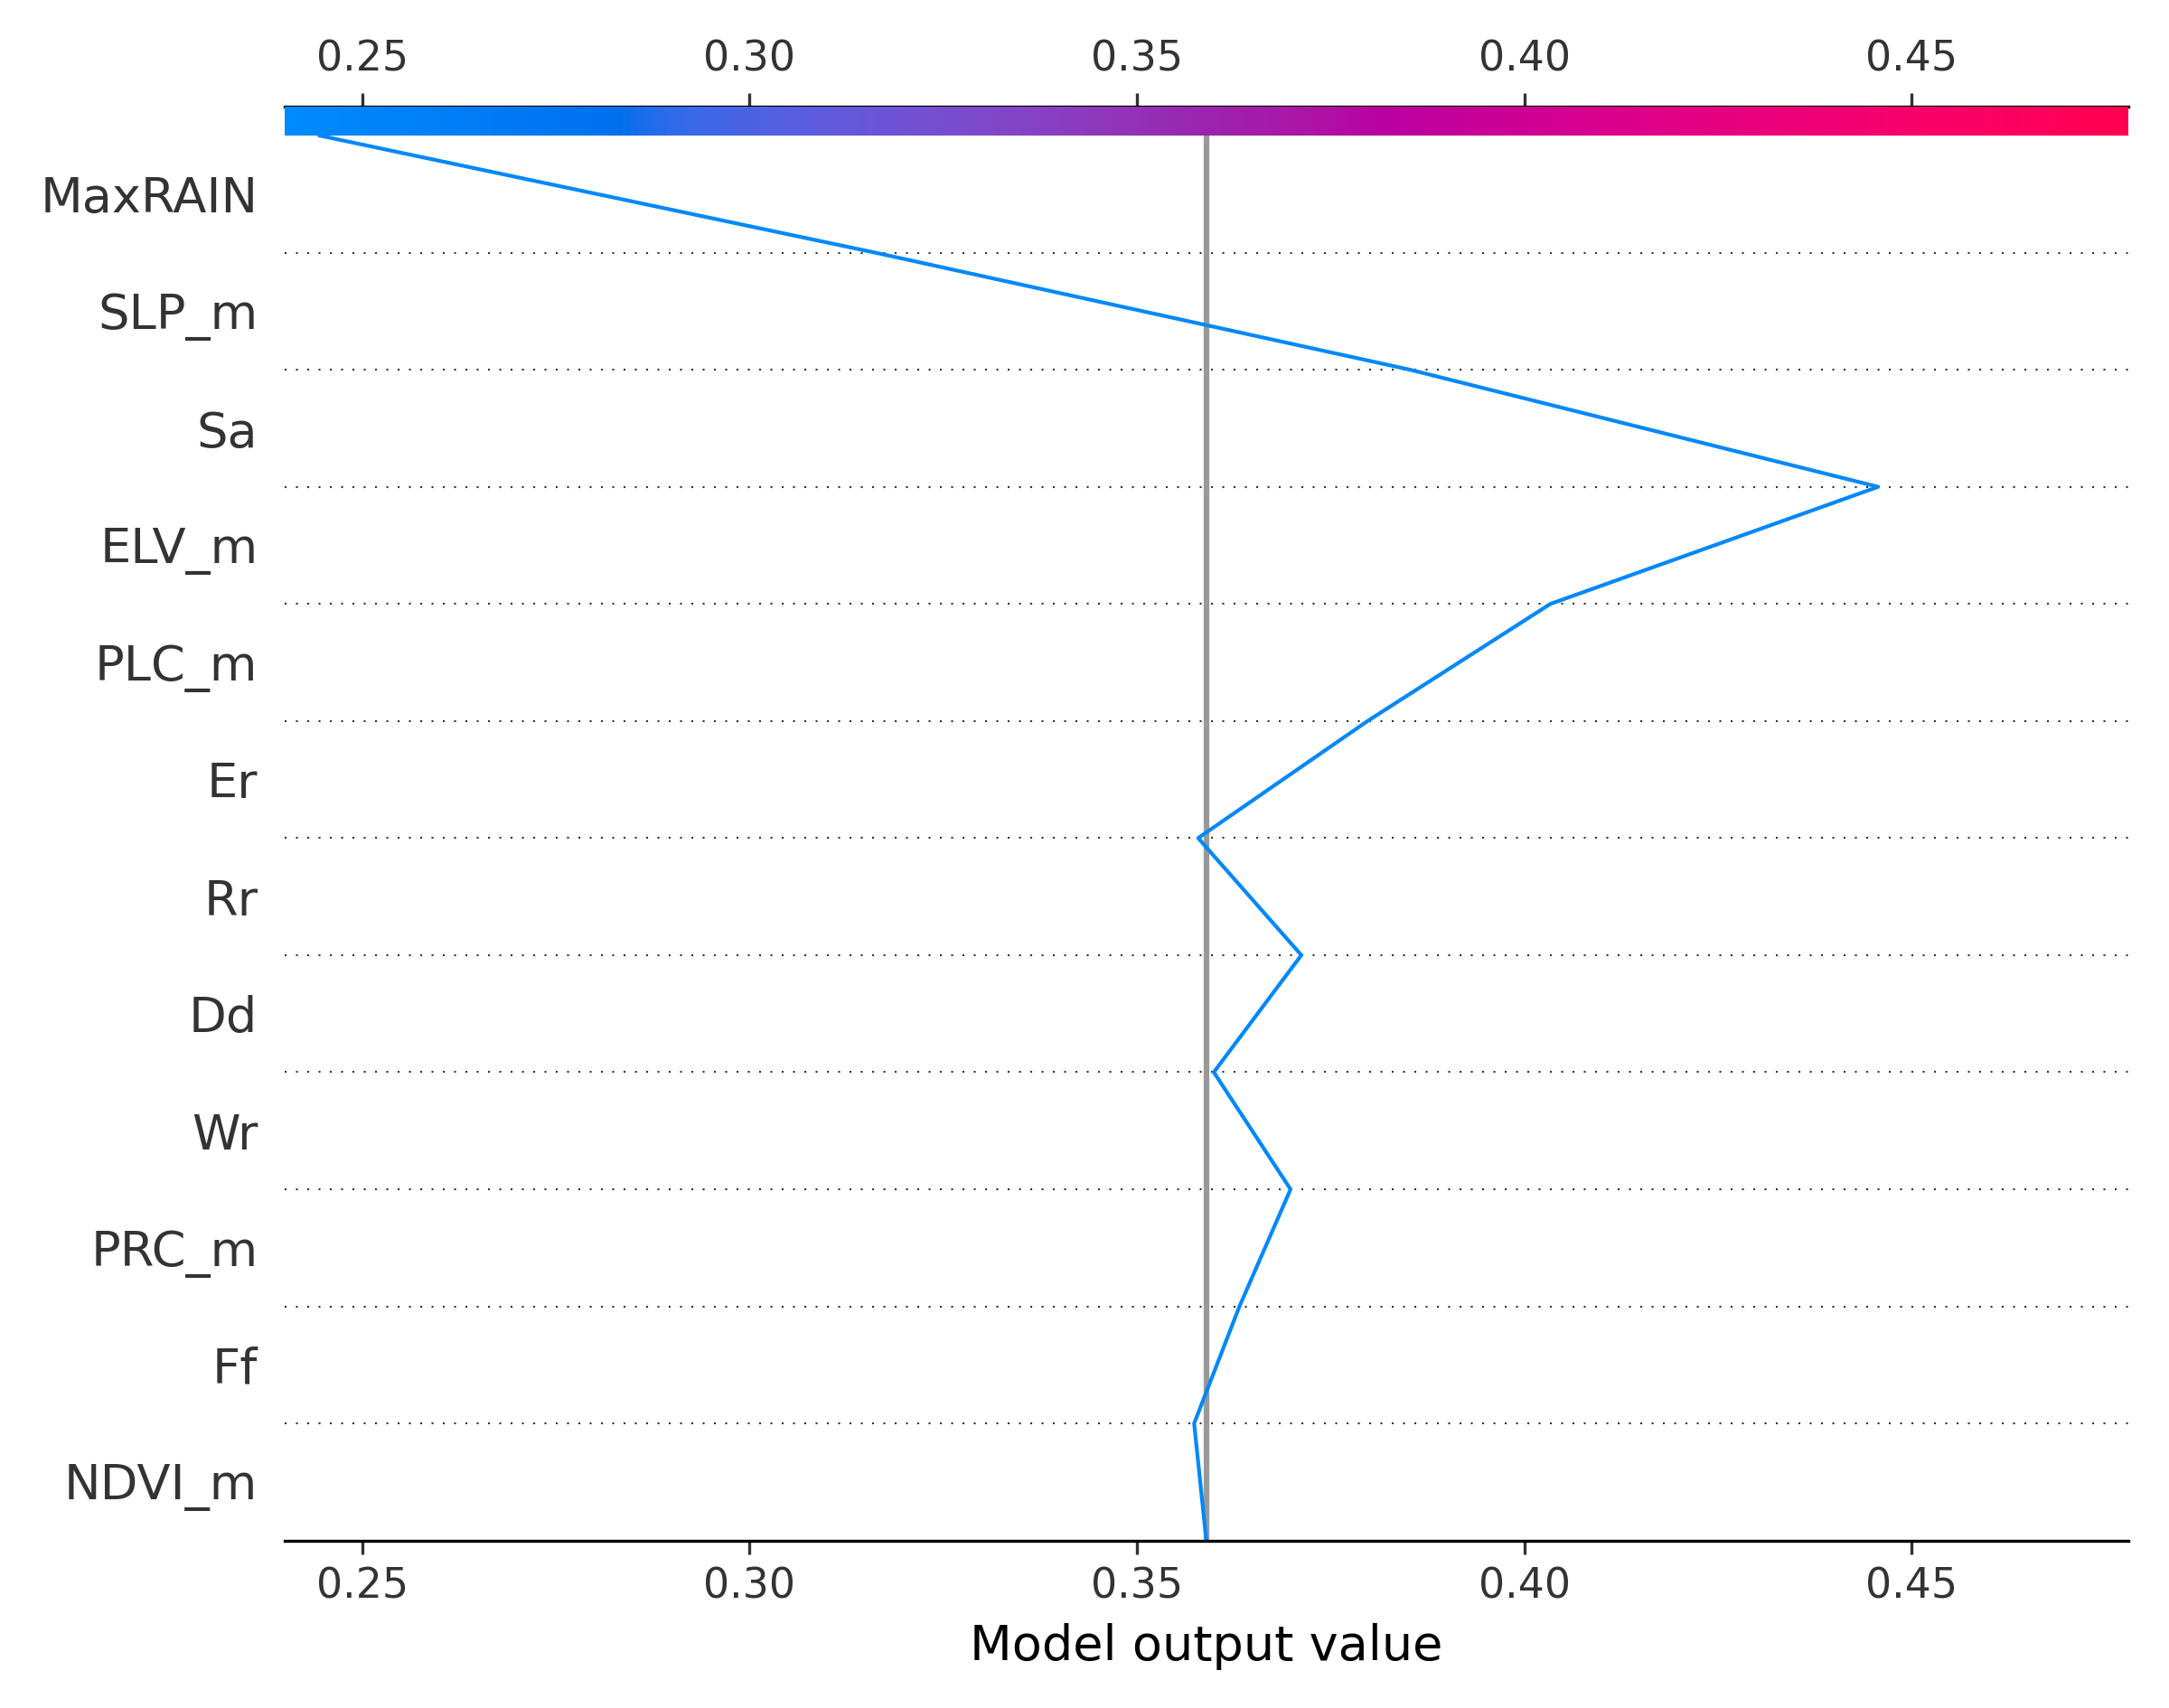 0.25 0.30 0.35 0.40 0.45
MaxRAIN
SLP_m
Sa
ELV_m
PLC_m
Er
Rr
Dd
Wr
PRC_m
Ff
NDVI_m
0.25 0.30 0.35 0.40 0.45
Model output value